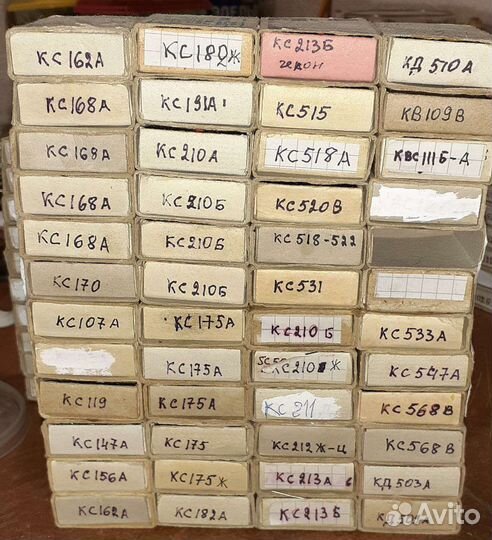 КС162А
КС182Ж
КС213Б
геркон
КД510А
КС168А
КС191А
КС515
КВ109В
КС168А
КС210А
КС518А
КВС111Б-А
КС168А
КС210Б
КС520В
КС168А
КС210Б
КС518-522
КС170
КС210Б
КС531
КС107А
КС175А
КС210Б
КС533А
КС175А
КС210Ж
КС547А
КС119
КС175А
КС211
КС568В
КС147А
КС175
КС212Ж-Ц
КС568В
КС156А
КС175Ж
КС213А
КД503А
КС162А
КС182А
КС213Б
Avito